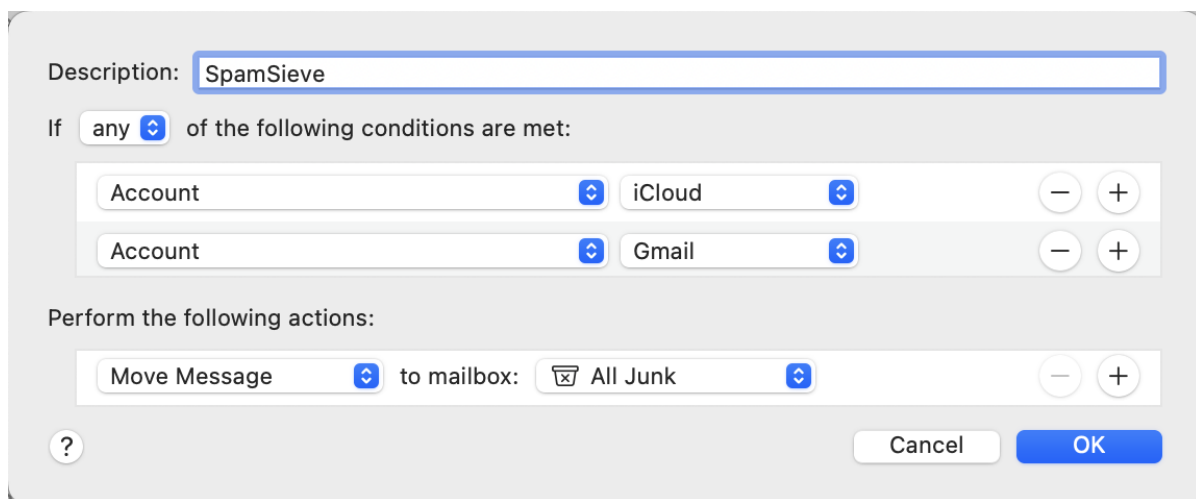 Description: SpamSieve
If any of the following conditions are met:
Account iCloud
Account Gmail
Perform the following actions:
Move Message to mailbox: All Junk
? Cancel OK